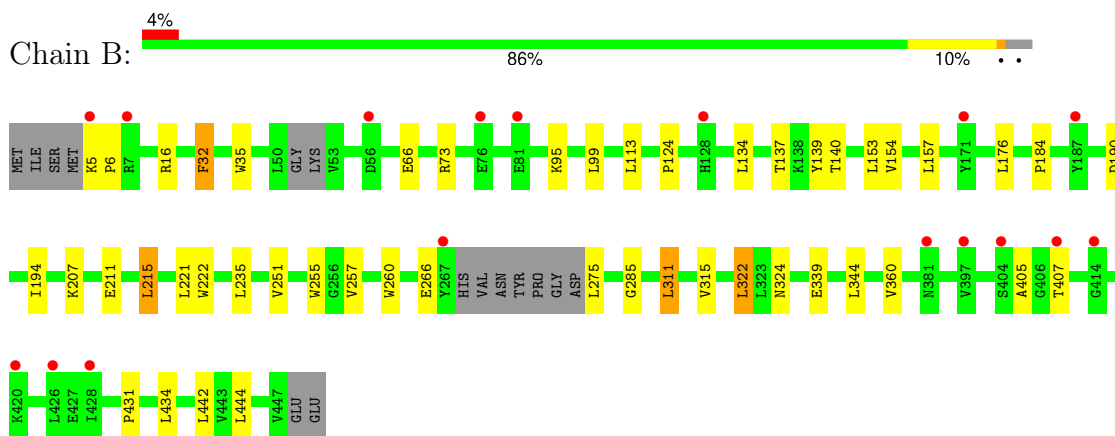 4%
Chain B:
86% 10% • •
MET ILE SER MET K5 P6 R7 R16 F32 W35 L50 GLY LYS V53 D56 E66 R73 E76 E81 K95 L99 L113 P124 H128 L134 T137 K138 Y139 T140 L153 V154 L157 Y171 L176 P184 Y187 D190
I194 K207 E211 L215 L221 W222 L235 V251 W255 G256 V257 W260 E266 Y267 HIS VAL ASN TYR PRO GLY ASP L275 G285 L311 V315 L322 L323 N324 E339 L344 V360 N381 V397 S404 A405 G406 T407 G414
K420 L426 E427 I428 P431 L434 L442 V443 L444 V447 GLU GLU